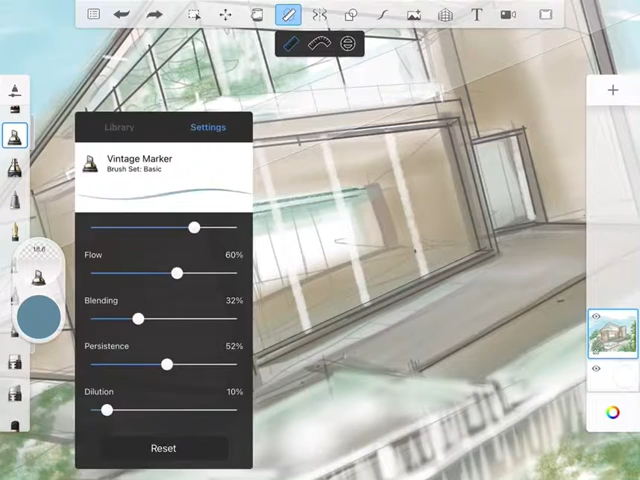 Library
Settings
Vintage Marker
Brush Set: Basic
Flow
60%
Blending
32%
Persistence
52%
Dilution
10%
Reset